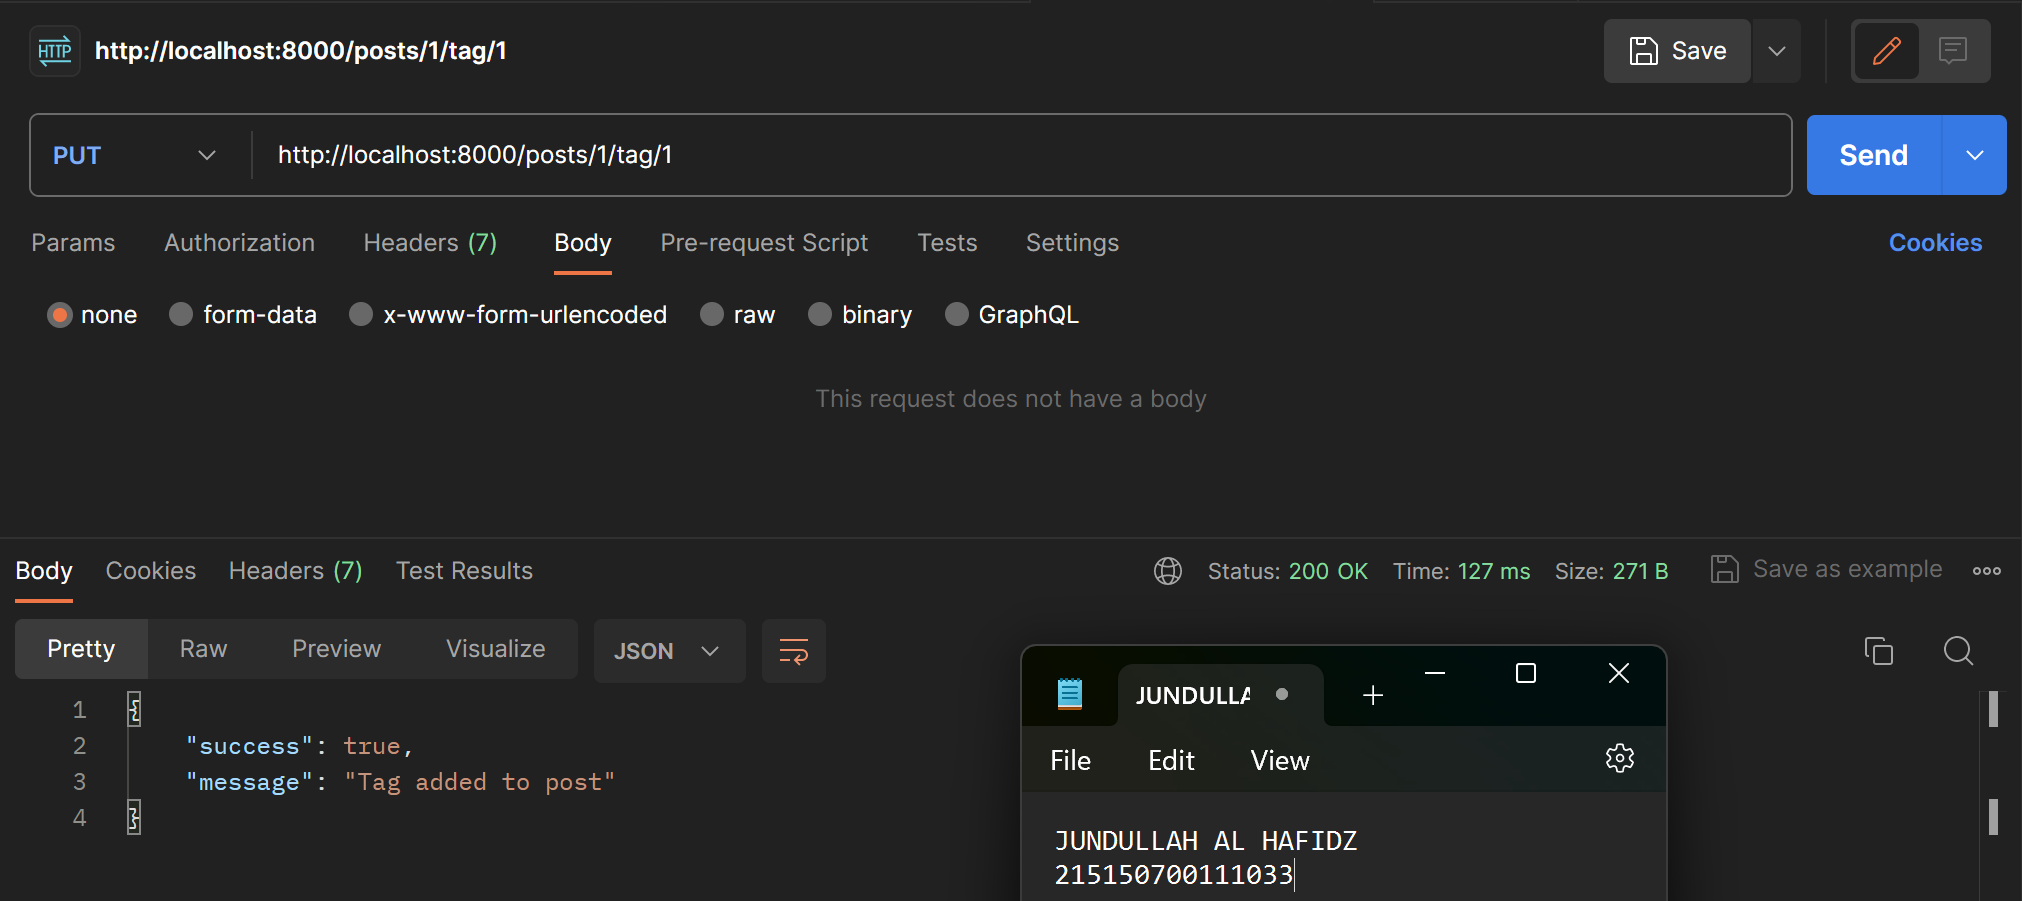 HTTP http://localhost:8000/posts/1/tag/1 Save
PUT http://localhost:8000/posts/1/tag/1 Send
Params Authorization Headers (7) Body Pre-request Script Tests Settings Cookies
none form-data x-www-form-urlencoded raw binary GraphQL
This request does not have a body
Body Cookies Headers (7) Test Results Status: 200 OK Time: 127 ms Size: 271 B Save as example
Pretty Raw Preview Visualize JSON
1 {
2 "success": true,
3 "message": "Tag added to post"
4 }
JUNDULLA
File Edit View
JUNDULLAH AL HAFIDZ
215150700111033